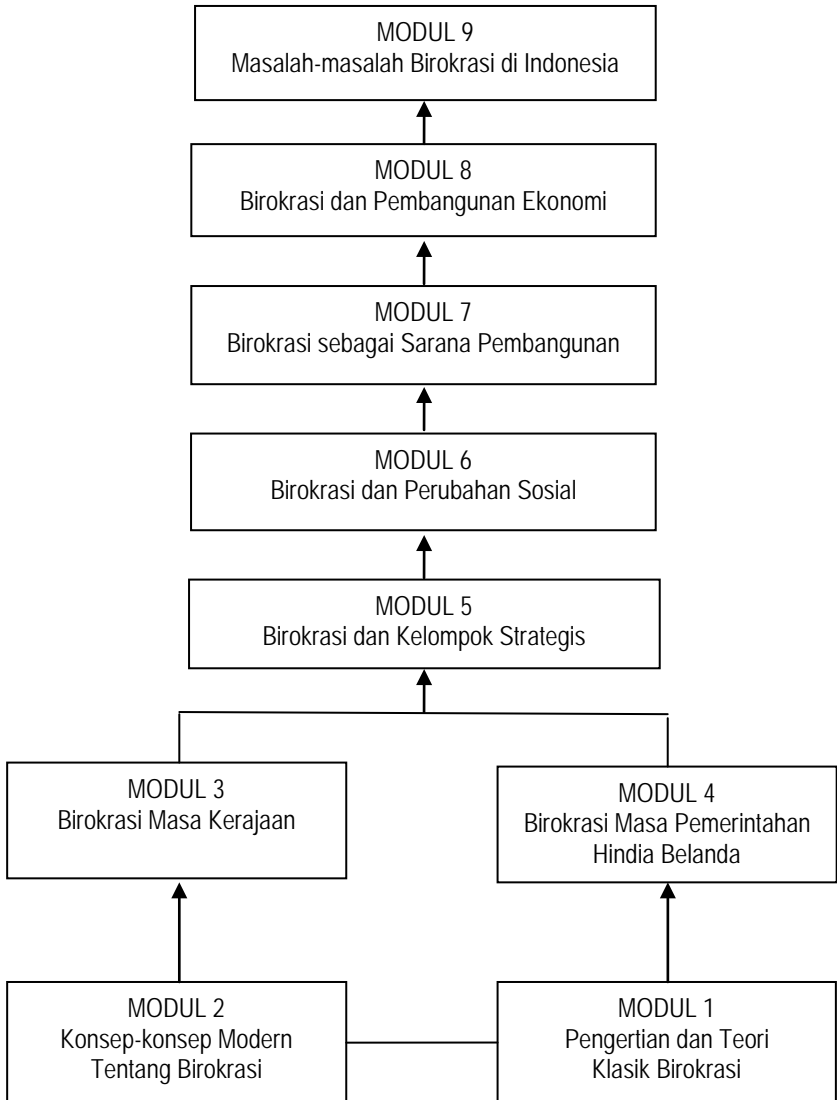 MODUL 9
Masalah-masalah Birokrasi di Indonesia
MODUL 8
Birokrasi dan Pembangunan Ekonomi
MODUL 7
Birokrasi sebagai Sarana Pembangunan
MODUL 6
Birokrasi dan Perubahan Sosial
MODUL 5
Birokrasi dan Kelompok Strategis
MODUL 3
Birokrasi Masa Kerajaan
MODUL 4
Birokrasi Masa Pemerintahan
Hindia Belanda
MODUL 2
Konsep-konsep Modern
Tentang Birokrasi
MODUL 1
Pengertian dan Teori
Klasik Birokrasi